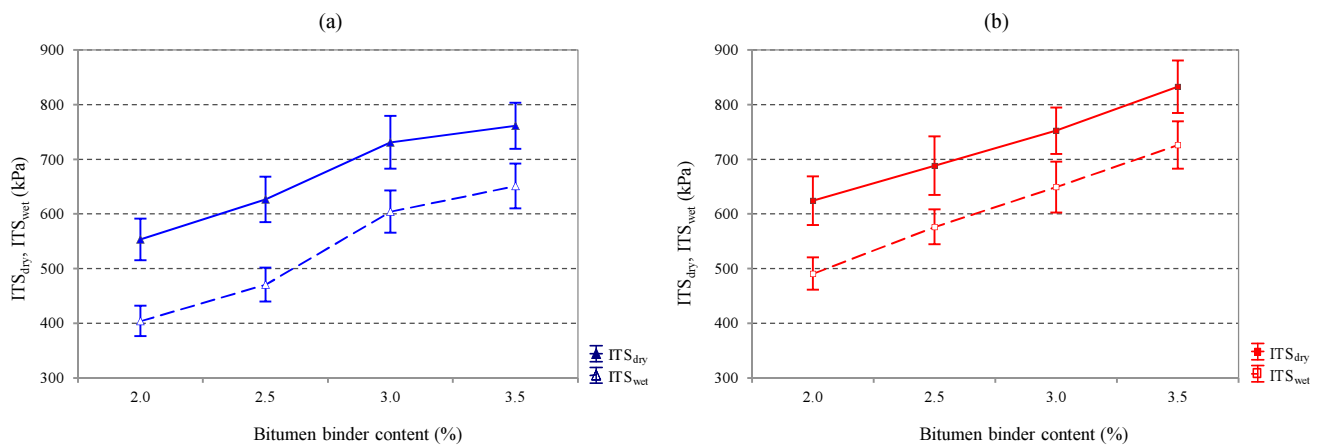 (a)
900
800
700
600
500
400
300
ITSdry, ITSwet (kPa)
2.0 2.5 3.0 3.5
Bitumen binder content (%)
ITSdry
ITSwet
(b)
900
800
700
600
500
400
300
ITSdry, ITSwet (kPa)
2.0 2.5 3.0 3.5
Bitumen binder content (%)
ITSdry
ITSwet